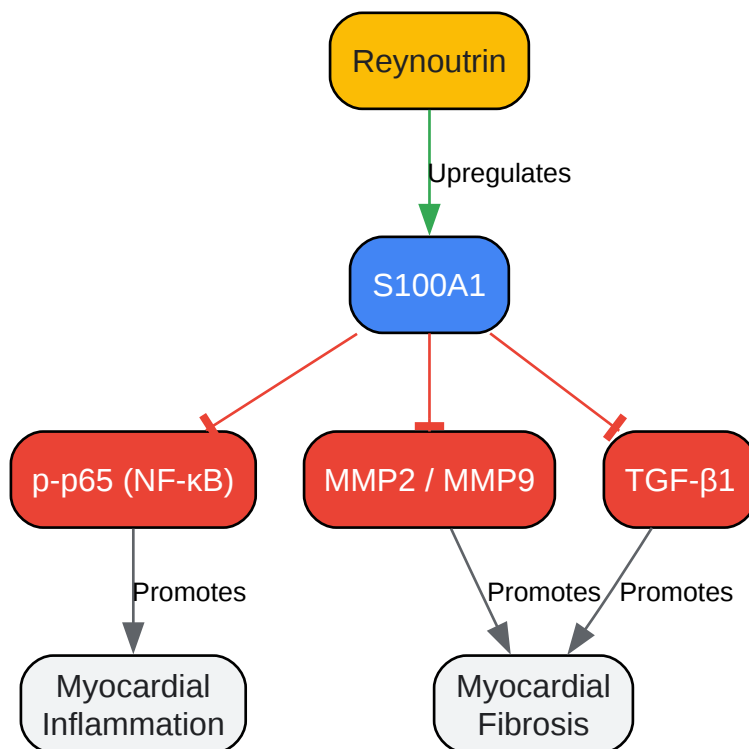 Reynoutrin
Upregulates
S100A1
p-p65 (NF-κB)
MMP2 / MMP9
TGF-β1
Promotes
Promotes
Promotes
Myocardial
Inflammation
Myocardial
Fibrosis